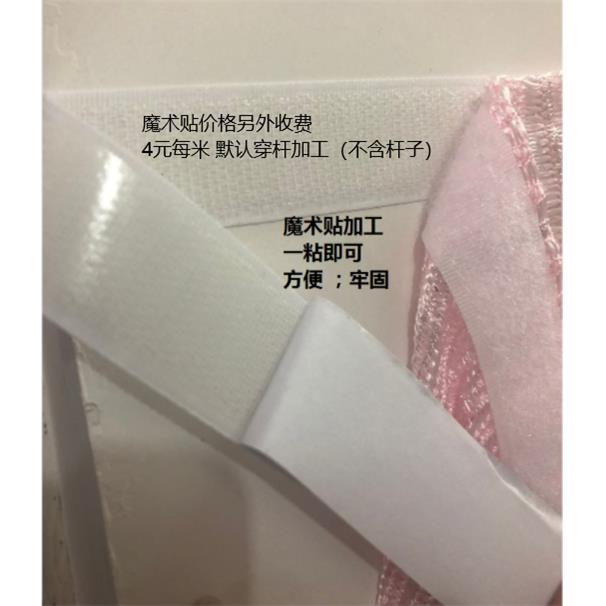 魔术贴价格另外收费
4元每米 默认穿杆加工（不含杆子）
魔术贴加工
一粘即可
方便 ；牢固